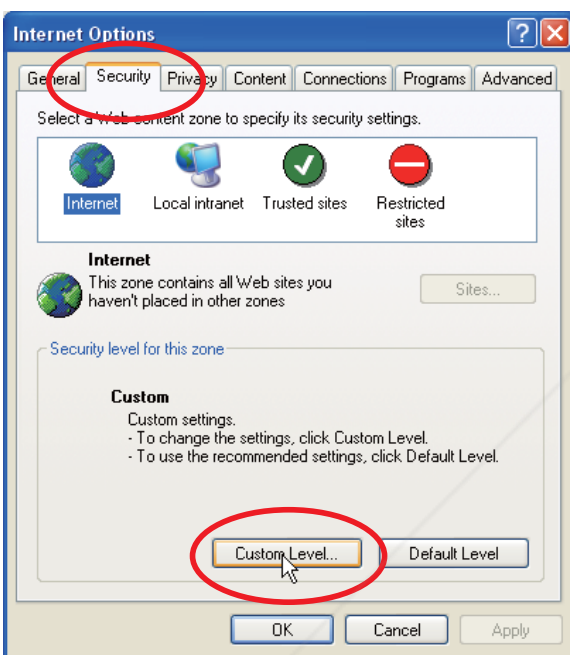 Internet Options
General Security Privacy Content Connections Programs Advanced
Select a Web content zone to specify its security settings.
Internet Local intranet Trusted sites Restricted
sites
Internet
This zone contains all Web sites you
haven't placed in other zones
Sites...
Security level for this zone
Custom
Custom settings.
- To change the settings, click Custom Level.
- To use the recommended settings, click Default Level.
Custom Level... Default Level
OK Cancel Apply